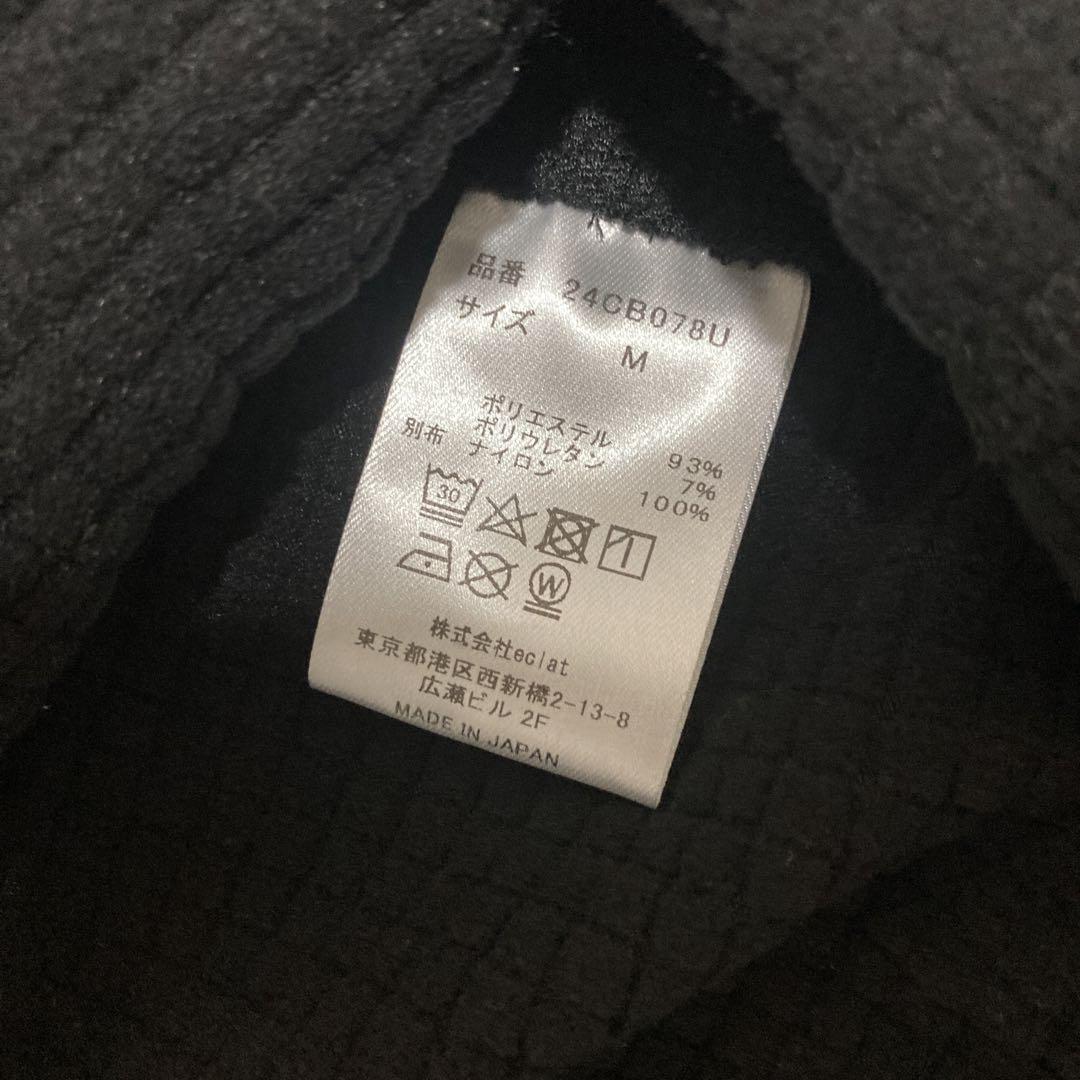 品番 24CB078U
サイズ M
ポリエステル 93%
ポリウレタン 7%
別布 ナイロン 100%
30
W
株式会社eclat
東京都港区西新橋2-13-8
広瀬ビル 2F
MADE IN JAPAN